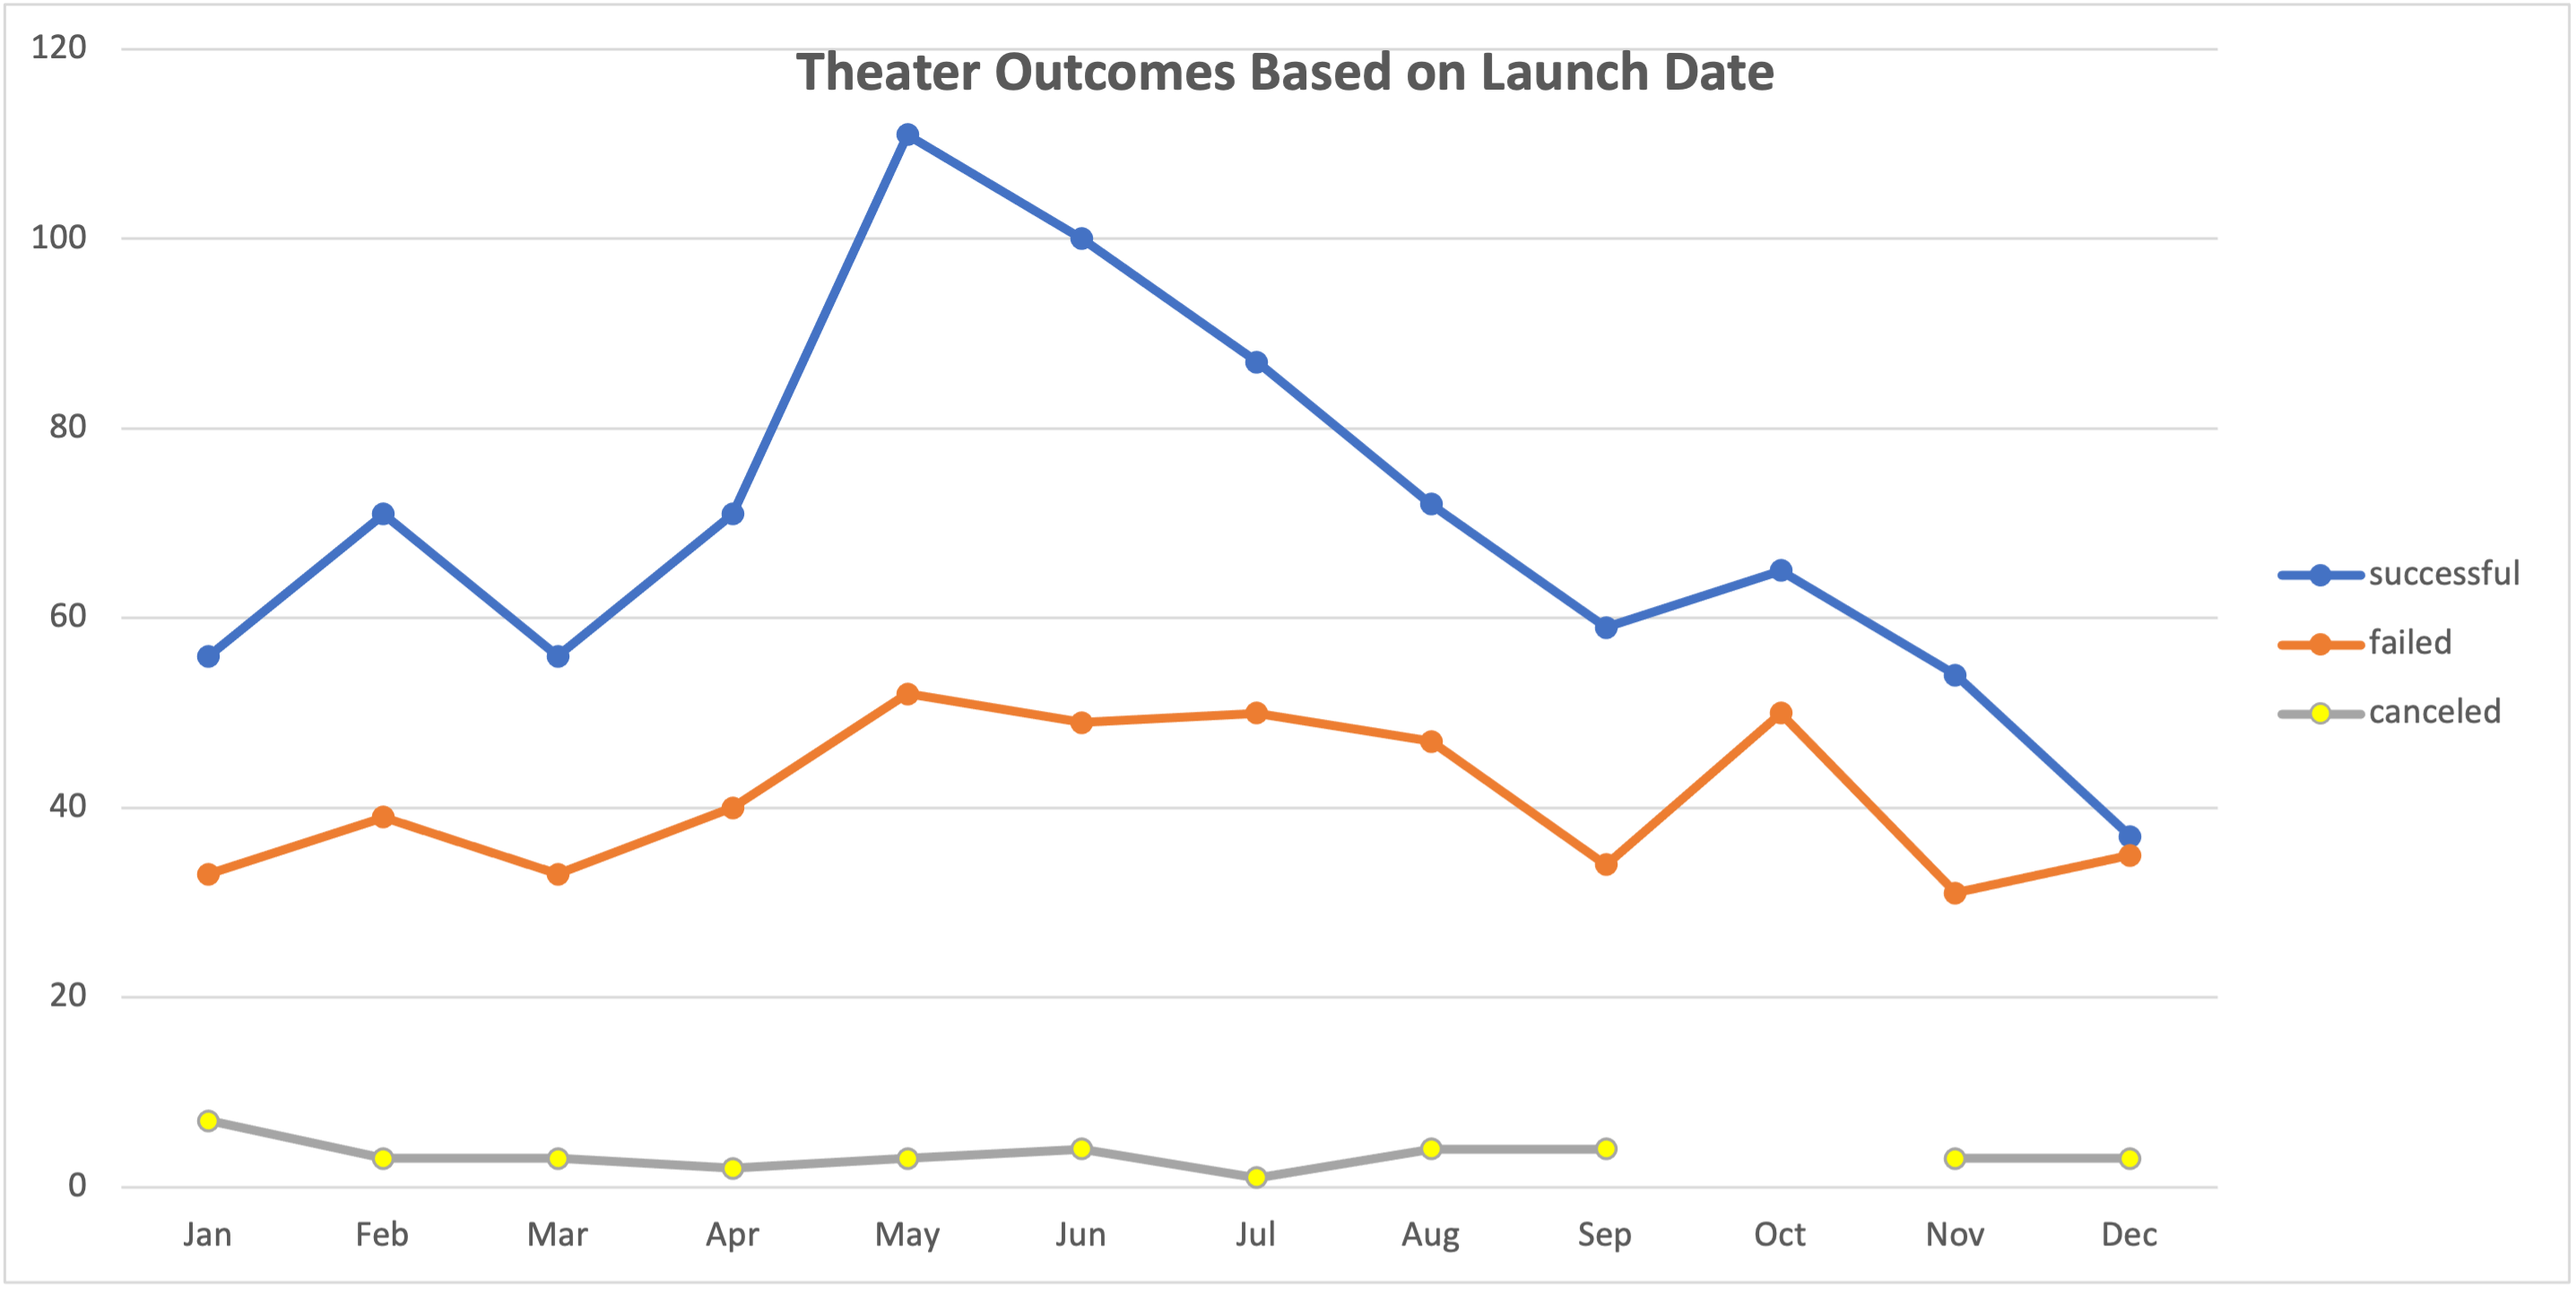 Theater Outcomes Based on Launch Date
120
100
80
60
40
20
0
Jan Feb Mar Apr May Jun Jul Aug Sep Oct Nov Dec
successful
failed
canceled